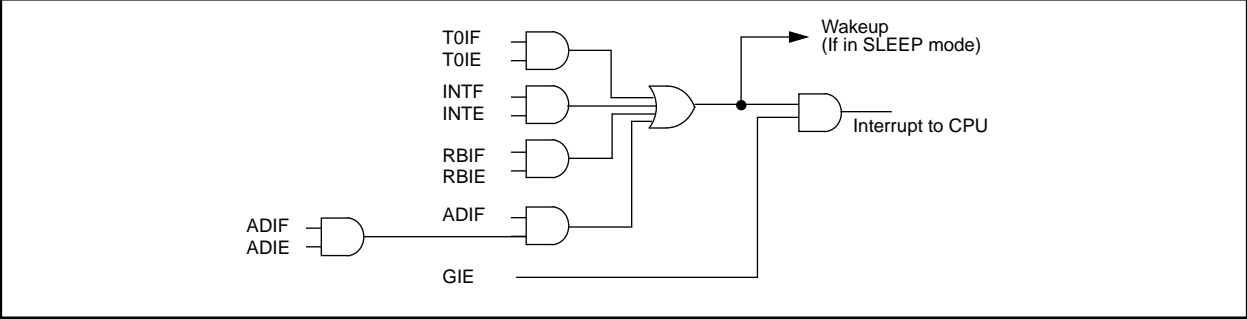 T0IF
T0IE
INTF
INTE
RBIF
RBIE
ADIF
ADIE
ADIF
GIE
Wakeup
(If in SLEEP mode)
Interrupt to CPU